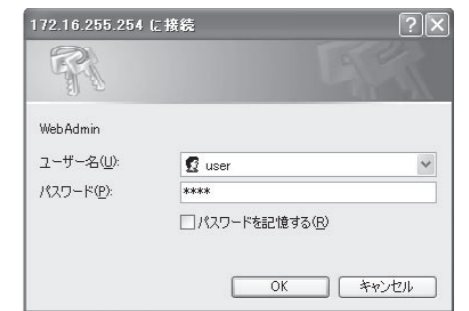 172.16.255.254 に接続
WebAdmin
ユーザー名(U):
user
パスワード(P):
****
パスワードを記憶する(R)
OK
キャンセル